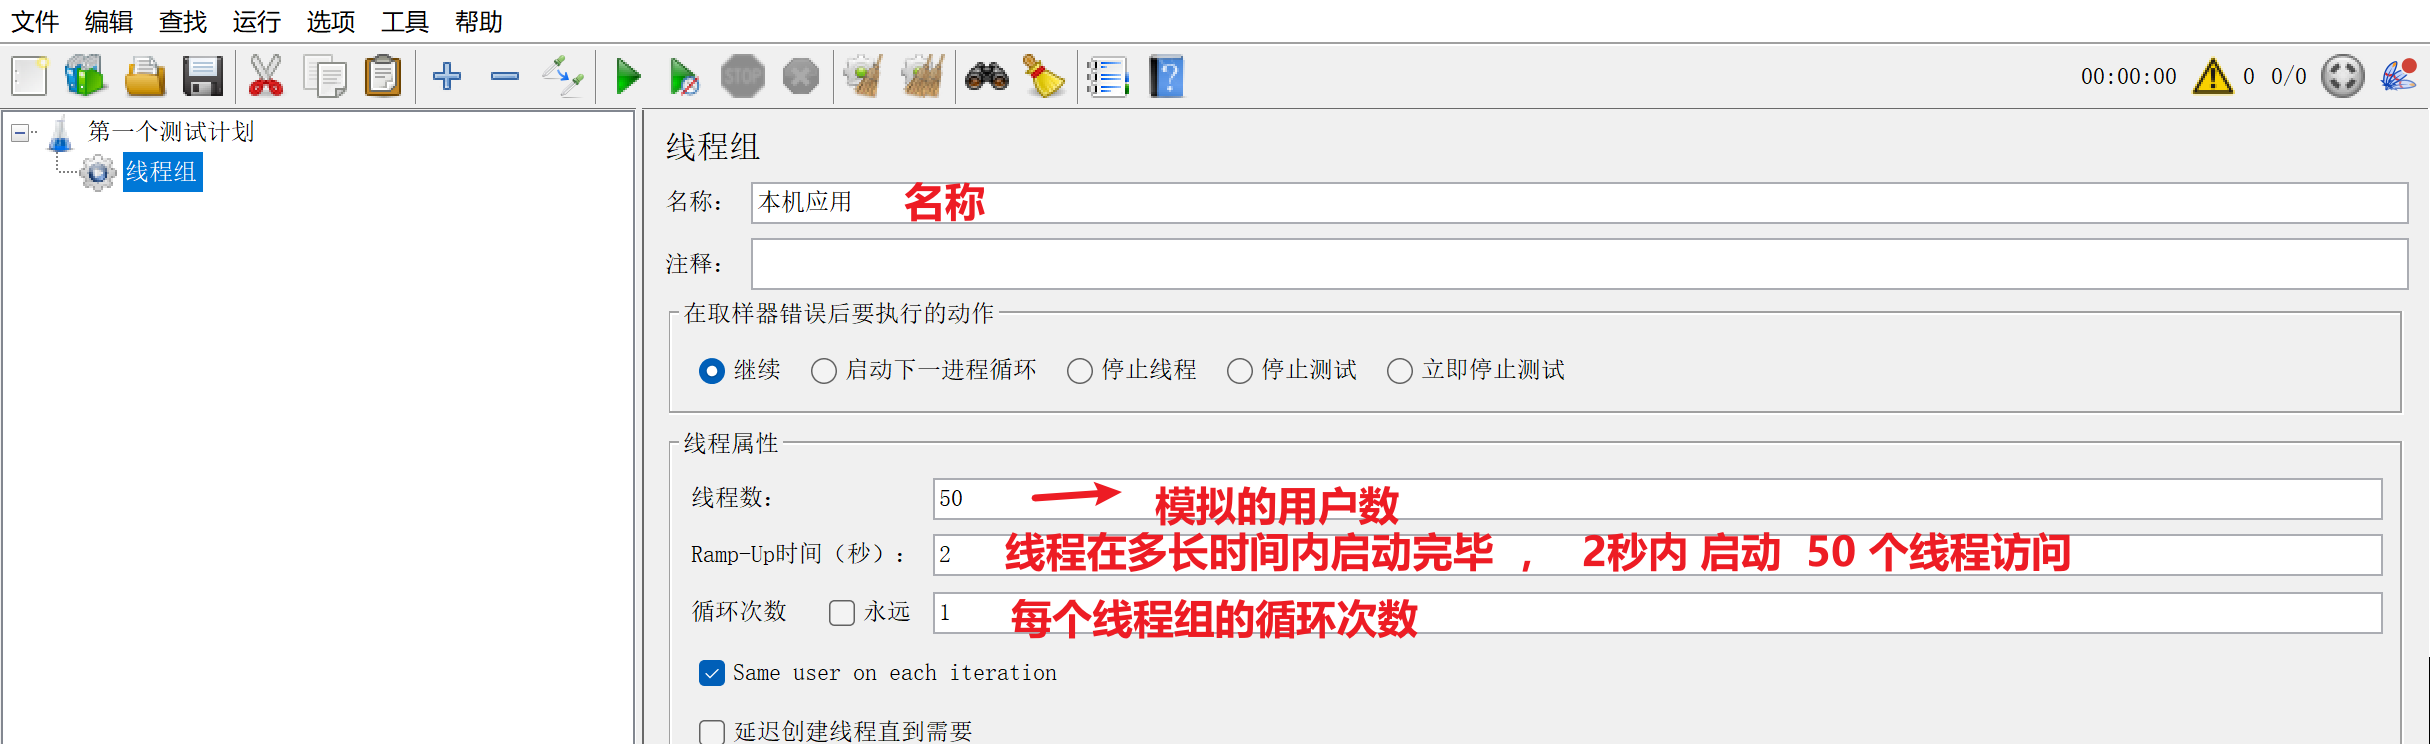 文件 编辑 查找 运行 选项 工具 帮助
STOP
00:00:00 0 0/0
第一个测试计划
线程组
线程组
名称： 本机应用 名称
注释：
在取样器错误后要执行的动作
继续 启动下一进程循环 停止线程 停止测试 立即停止测试
线程属性
线程数： 50 模拟的用户数
Ramp-Up时间（秒）： 2 线程在多长时间内启动完毕 ， 2秒内 启动 50 个线程访问
循环次数 永远 1 每个线程组的循环次数
Same user on each iteration
延迟创建线程直到需要